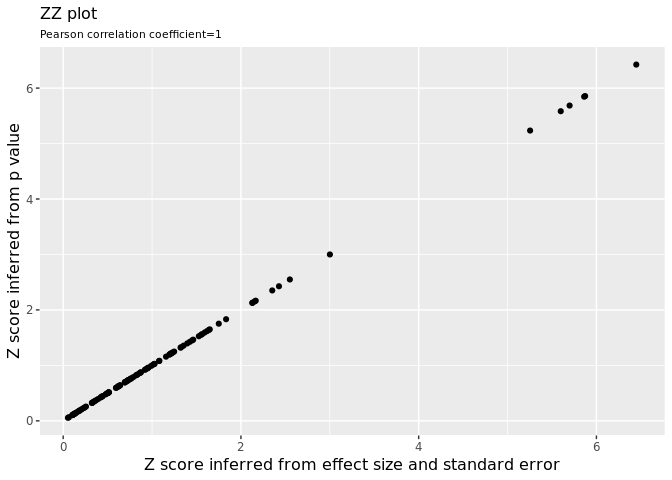 ZZ plot
Pearson correlation coefficient=1
Z score inferred from p value
6
4
2
0
0
2
4
6
Z score inferred from effect size and standard error